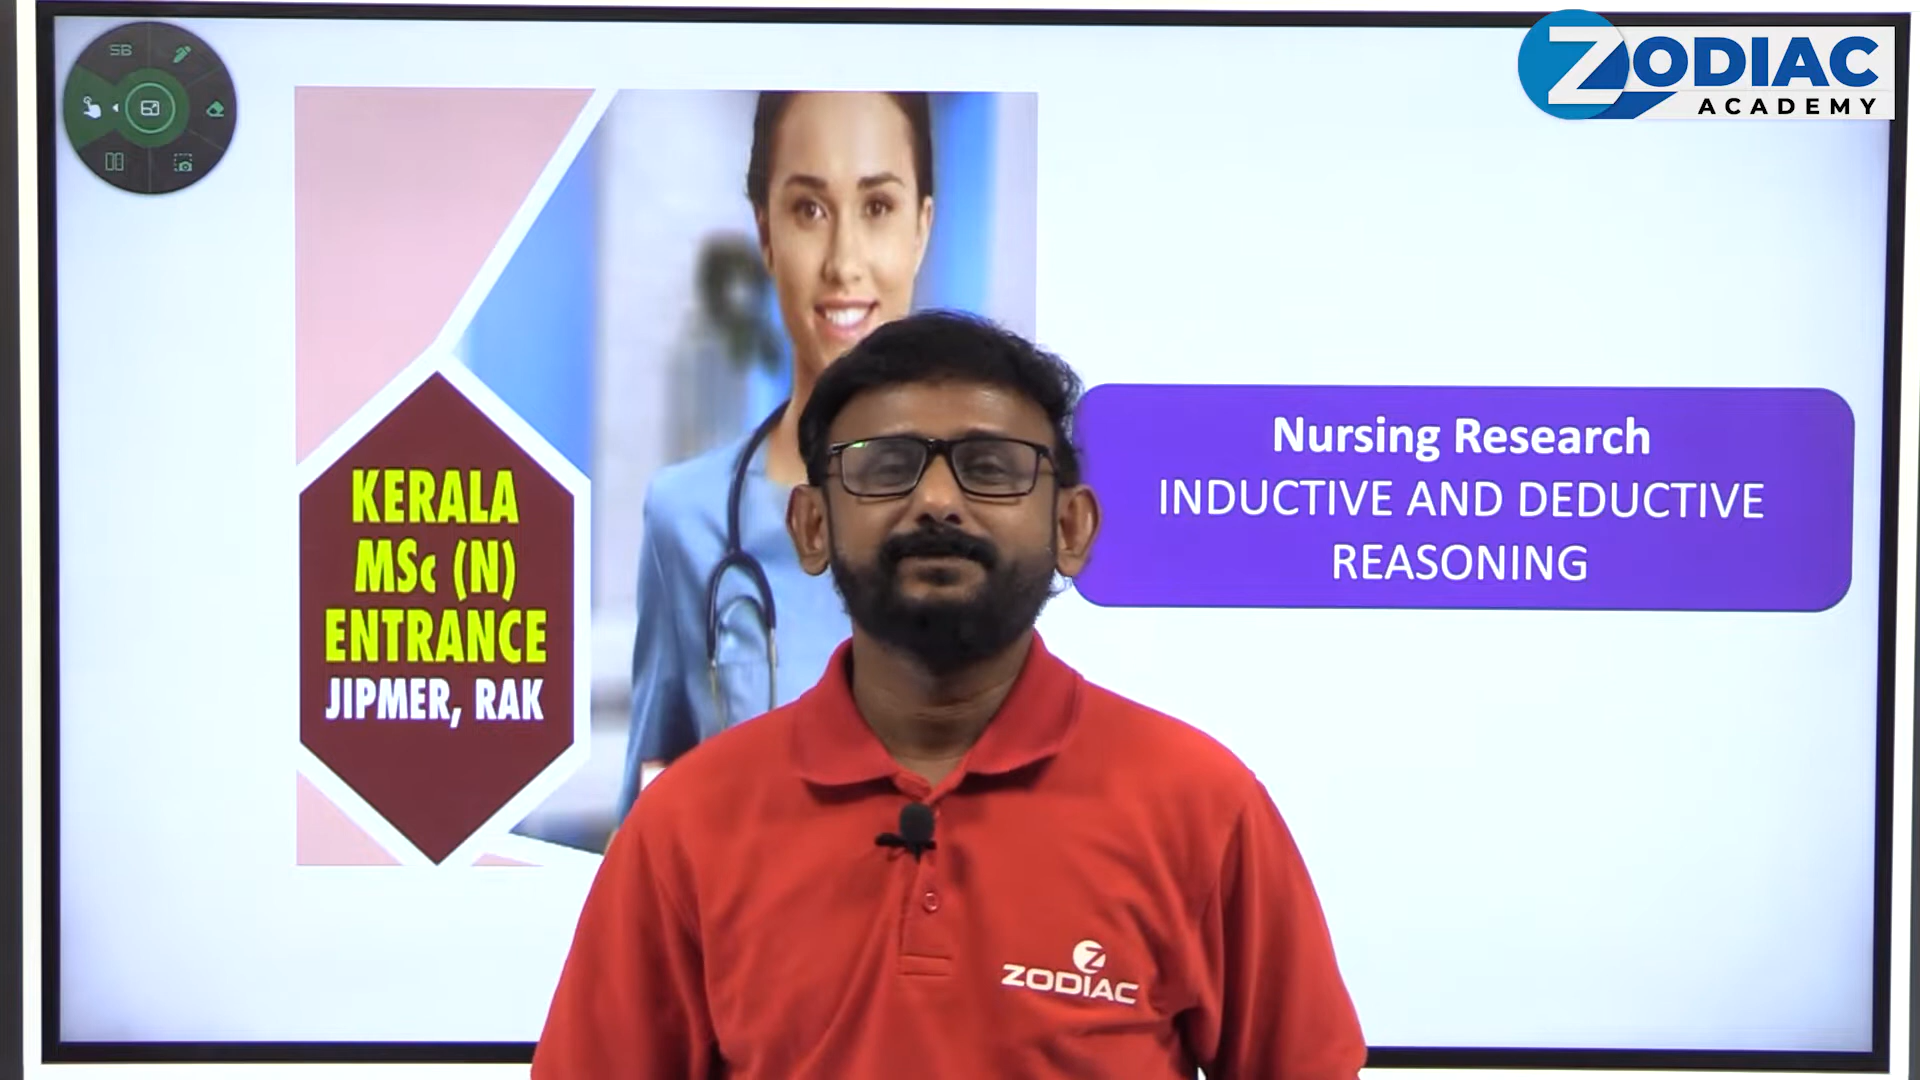 SB
ZODIAC
ACADEMY
KERALA
MSc (N)
ENTRANCE
JIPMER, RAK
Nursing Research
INDUCTIVE AND DEDUCTIVE
REASONING
Z
ZODIAC